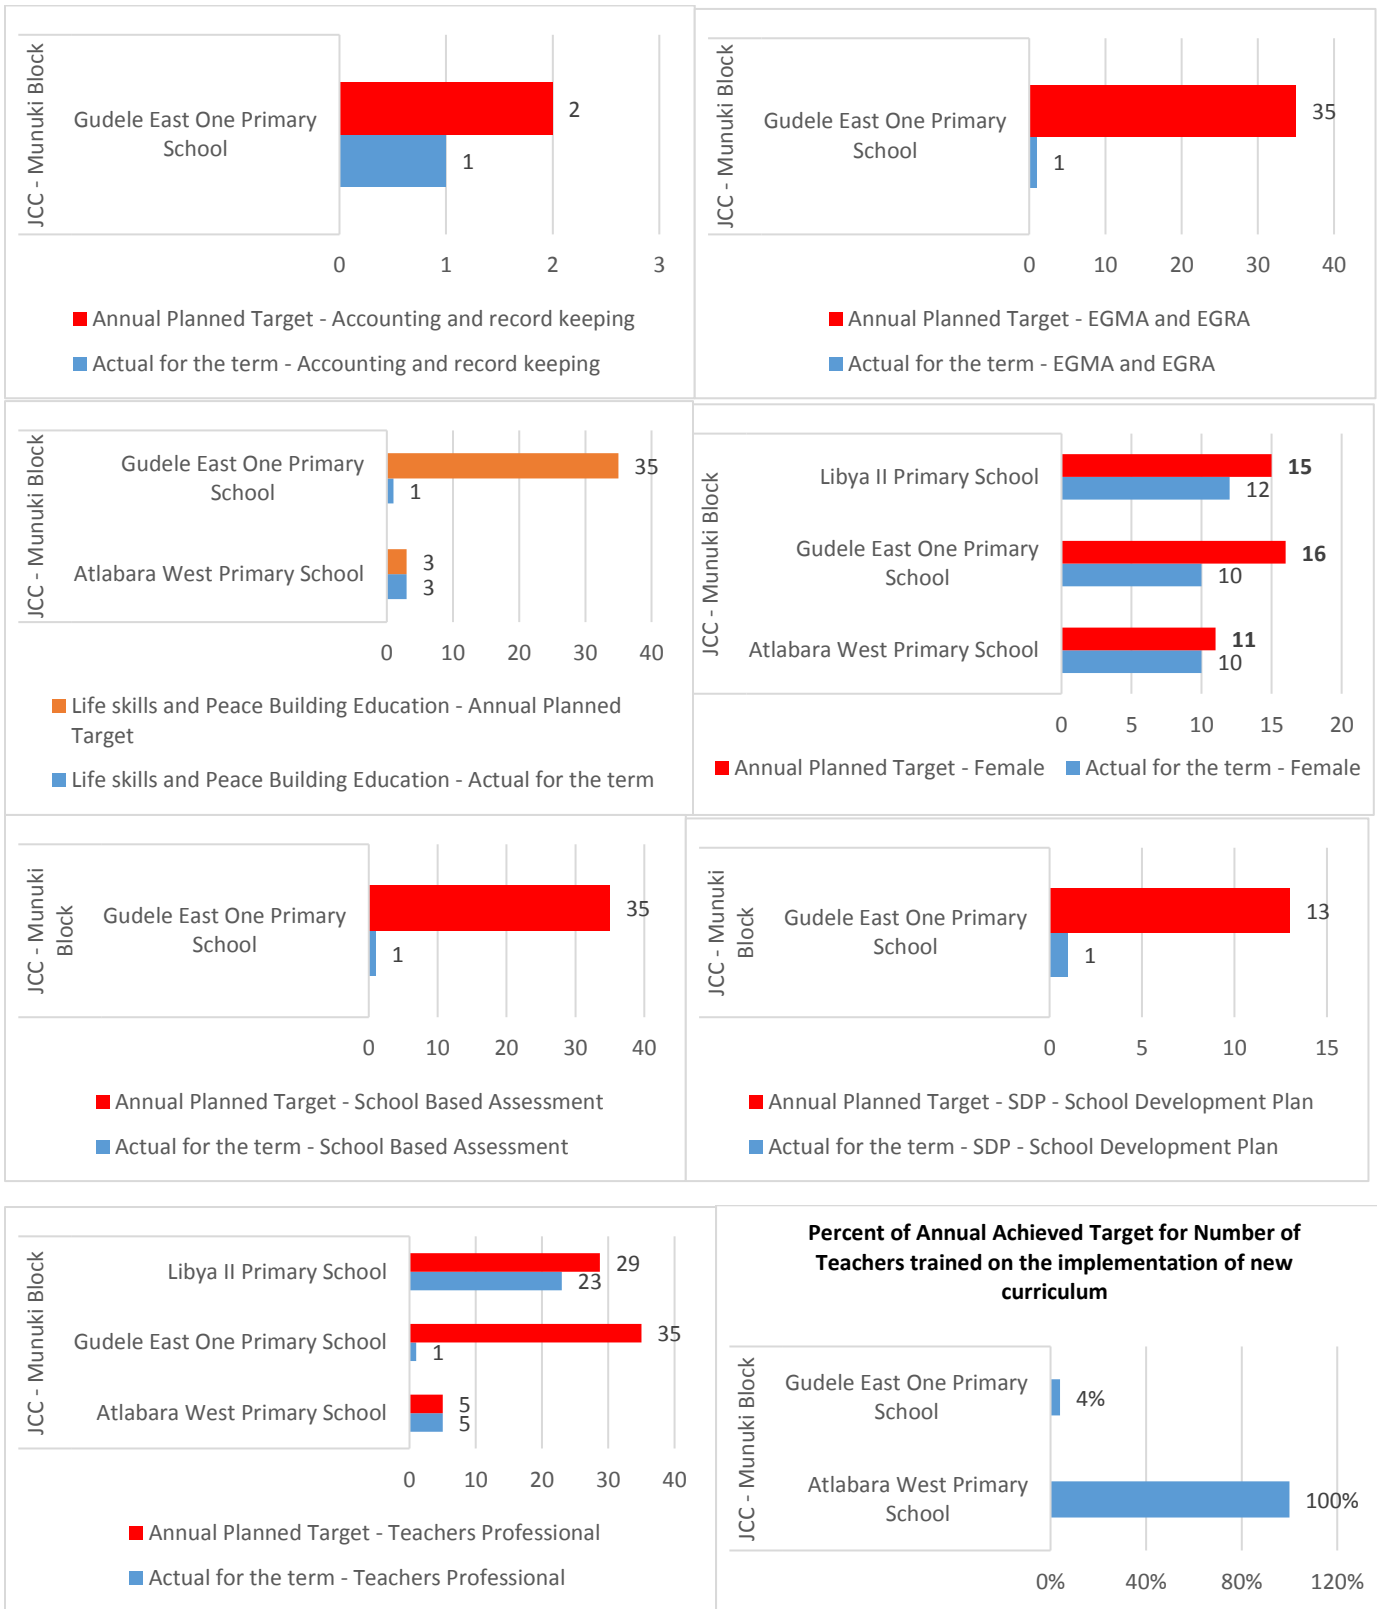 JCC - Munuki Block
Gudele East One Primary
School
2
1
0 1 2 3
Annual Planned Target - Accounting and record keeping
Actual for the term - Accounting and record keeping
JCC - Munuki Block
Gudele East One Primary
School
35
1
0 10 20 30 40
Annual Planned Target - EGMA and EGRA
Actual for the term - EGMA and EGRA
JCC - Munuki Block
Gudele East One Primary
School
35
1
Atlabara West Primary School
3
3
0 10 20 30 40
Life skills and Peace Building Education - Annual Planned
Target
Life skills and Peace Building Education - Actual for the term
JCC - Munuki Block
Libya II Primary School
15
12
Gudele East One Primary
School
16
10
Atlabara West Primary School
11
10
0 5 10 15 20
Annual Planned Target - Female Actual for the term - Female
JCC - Munuki
Block
Gudele East One Primary
School
35
1
0 10 20 30 40
Annual Planned Target - School Based Assessment
Actual for the term - School Based Assessment
JCC - Munuki
Block
Gudele East One Primary
School
13
1
0 5 10 15
Annual Planned Target - SDP - School Development Plan
Actual for the term - SDP - School Development Plan
JCC - Munuki Block
Libya II Primary School
29
23
Gudele East One Primary School
35
1
Atlabara West Primary School
5
5
0 10 20 30 40
Annual Planned Target - Teachers Professional
Actual for the term - Teachers Professional
Percent of Annual Achieved Target for Number of
Teachers trained on the implementation of new
curriculum
JCC - Munuki Block
Gudele East One Primary
School
4%
Atlabara West Primary
School
100%
0% 40% 80% 120%